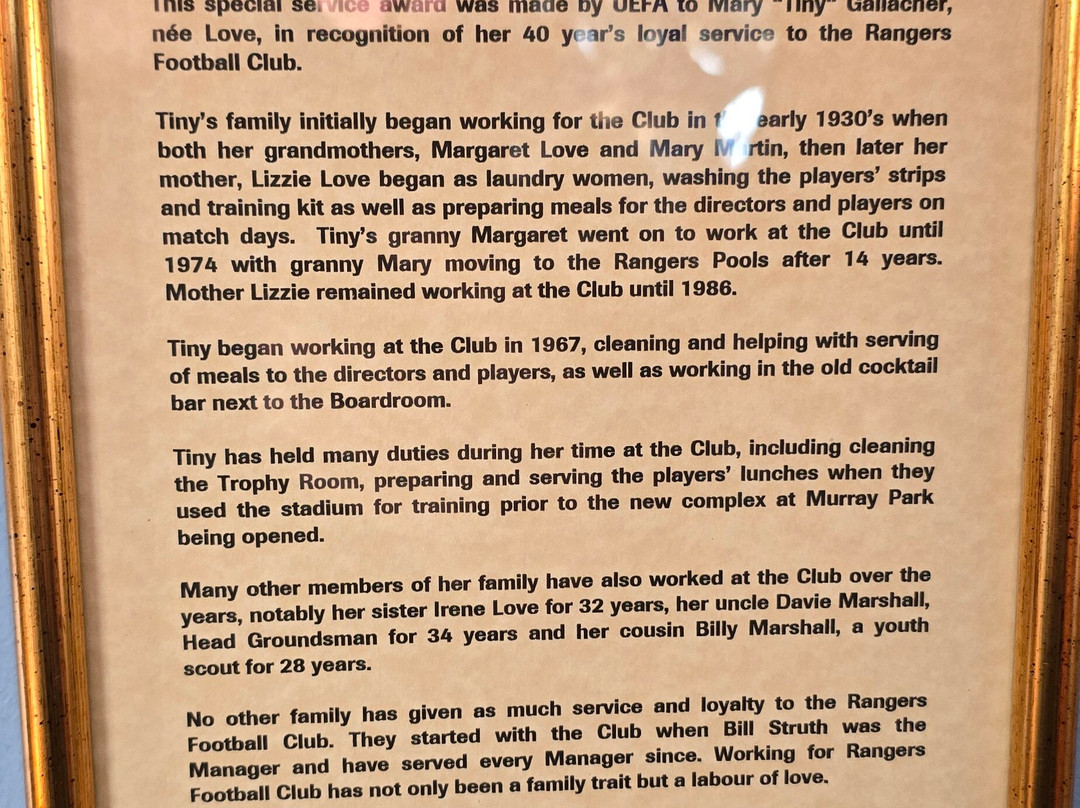 This special service award was made by UEFA to Mary "Tiny" Gallacher,
née Love, in recognition of her 40 year's loyal service to the Rangers
Football Club.
Tiny's family initially began working for the Club in early 1930's when
both her grandmothers, Margaret Love and Mary Martin, then later her
mother, Lizzie Love began as laundry women, washing the players' strips
and training kit as well as preparing meals for the directors and players on
match days. Tiny's granny Margaret went on to work at the Club until
1974 with granny Mary moving to the Rangers Pools after 14 years.
Mother Lizzie remained working at the Club until 1986.
Tiny began working at the Club in 1967, cleaning and helping with serving
of meals to the directors and players, as well as working in the old cocktail
bar next to the Boardroom.
Tiny has held many duties during her time at the Club, including cleaning
the Trophy Room, preparing and serving the players' lunches when they
used the stadium for training prior to the new complex at Murray Park
being opened.
Many other members of her family have also worked at the Club over the
years, notably her sister Irene Love for 32 years, her uncle Davie Marshall,
Head Groundsman for 34 years and her cousin Billy Marshall, a youth
scout for 28 years.
No other family has given as much service and loyalty to the Rangers
Football Club. They started with the Club when Bill Struth was the
Manager and have served every Manager since. Working for Rangers
Football Club has not only been a family trait but a labour of love.